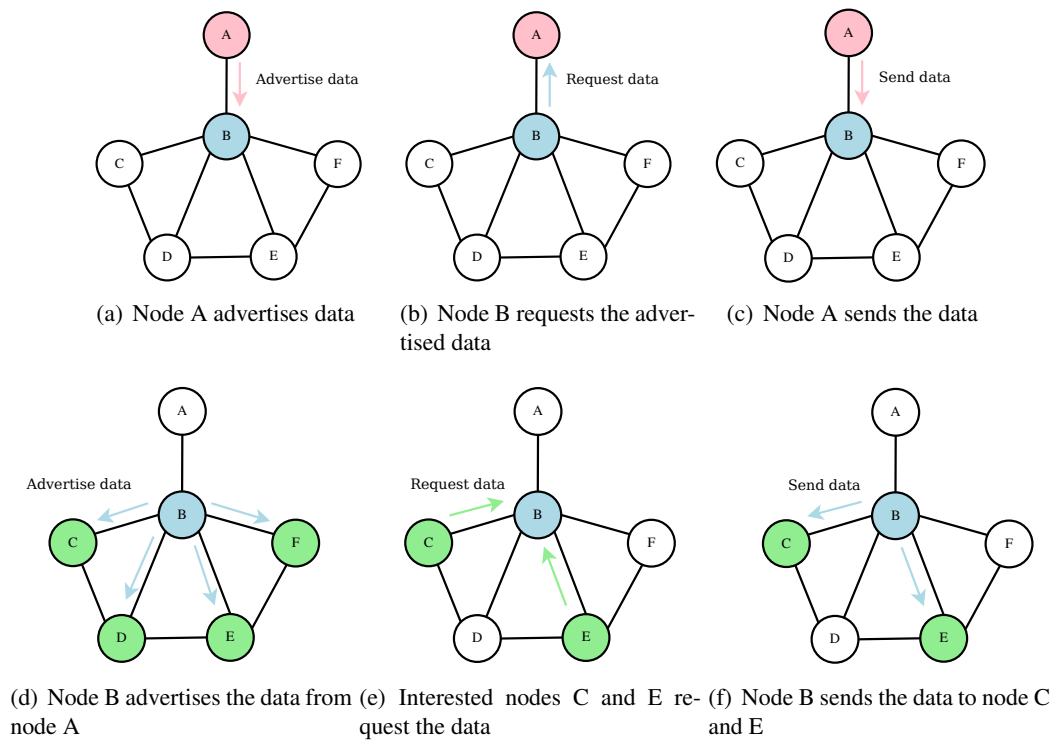 A
Advertise data
B
C
F
D
E
(a) Node A advertises data
A
Request data
B
C
F
D
E
(b) Node B requests the adver-
tised data
A
Send data
B
C
F
D
E
(c) Node A sends the data
A
Advertise data
B
C
F
D
E
(d) Node B advertises the data from
node A
A
Request data
B
C
F
D
E
(e) Interested nodes C and E re-
quest the data
A
Send data
B
C
F
D
E
(f) Node B sends the data to node C
and E